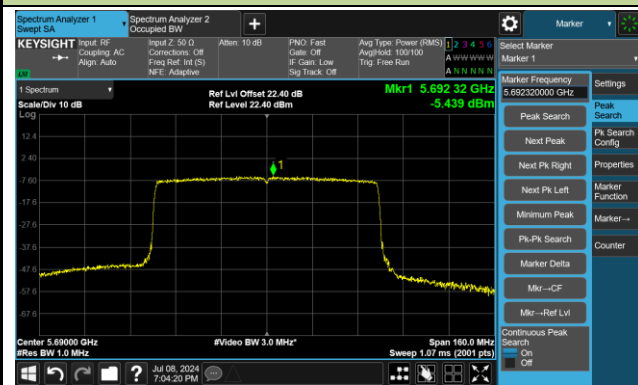 Spectrum Analyzer 1
Swept SA
Spectrum Analyzer 2
Occupied BW
+
Marker
KEYSIGHT
Input: RF
Coupling: AC
Align: Auto
Input Z: 50 Ω
Corrections: Off
Freq Ref: Int (S)
NFE: Adaptive
Atten: 10 dB
PNO: Fast
Gate: Off
IF Gain: Low
Sig Track: Off
Avg Type: Power (RMS)
Avg|Hold: 100/100
Trig: Free Run
1 2 3 4 5 6
A W W W W W
A N N N N N
Select Marker
Marker 1
1 Spectrum
Scale/Div 10 dB
Log
Ref Lvl Offset 22.40 dB
Ref Level 22.40 dBm
Mkr1 5.692 32 GHz
-5.439 dBm
12.4
2.40
-7.60
-17.6
-27.6
-37.6
-47.6
-57.6
-67.6
1
Center 5.69000 GHz
#Res BW 1.0 MHz
#Video BW 3.0 MHz*
Span 160.0 MHz
Sweep 1.07 ms (2001 pts)
Marker Frequency
5.692320000 GHz
Peak Search
Next Peak
Next Pk Right
Next Pk Left
Minimum Peak
Pk-Pk Search
Marker Delta
Mkr→CF
Mkr→Ref Lvl
Continuous Peak
Search
On
Off
Settings
Peak
Search
Pk Search
Config
Properties
Marker
Function
Marker→
Counter
?
Jul 08, 2024
7:04:20 PM